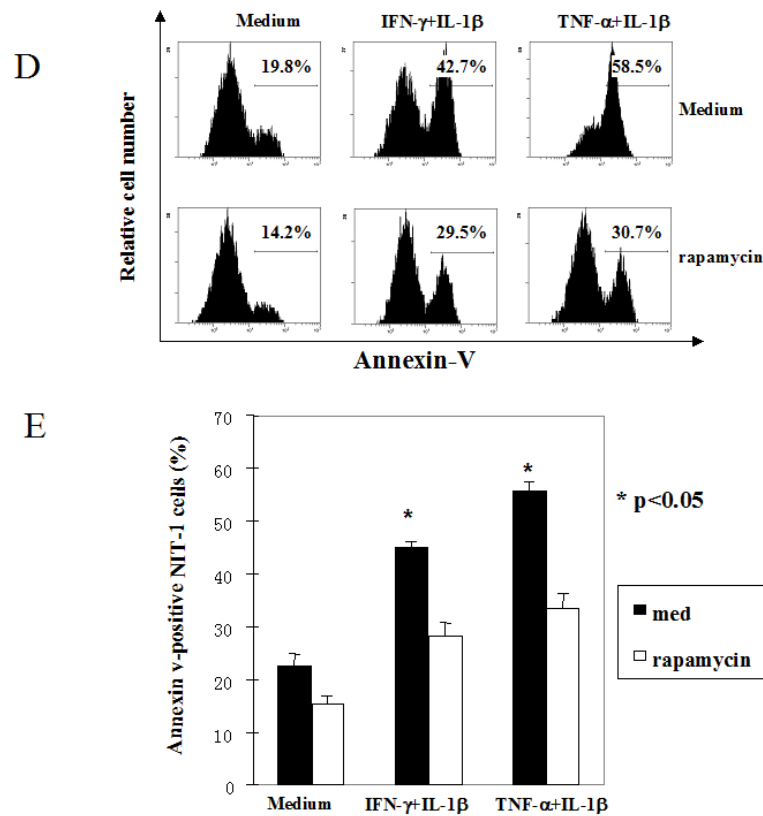 D
Medium
IFN-γ+IL-1β
TNF-α+IL-1β
19.8%
42.7%
58.5%
Medium
Relative cell number
14.2%
29.5%
30.7%
rapamycin
Annexin-V
E
Annexin v-positive NIT-1 cells (%)
70
60
50
40
30
20
10
0
*
*
* p<0.05
med
rapamycin
Medium
IFN-γ+IL-1β
TNF-α+IL-1β